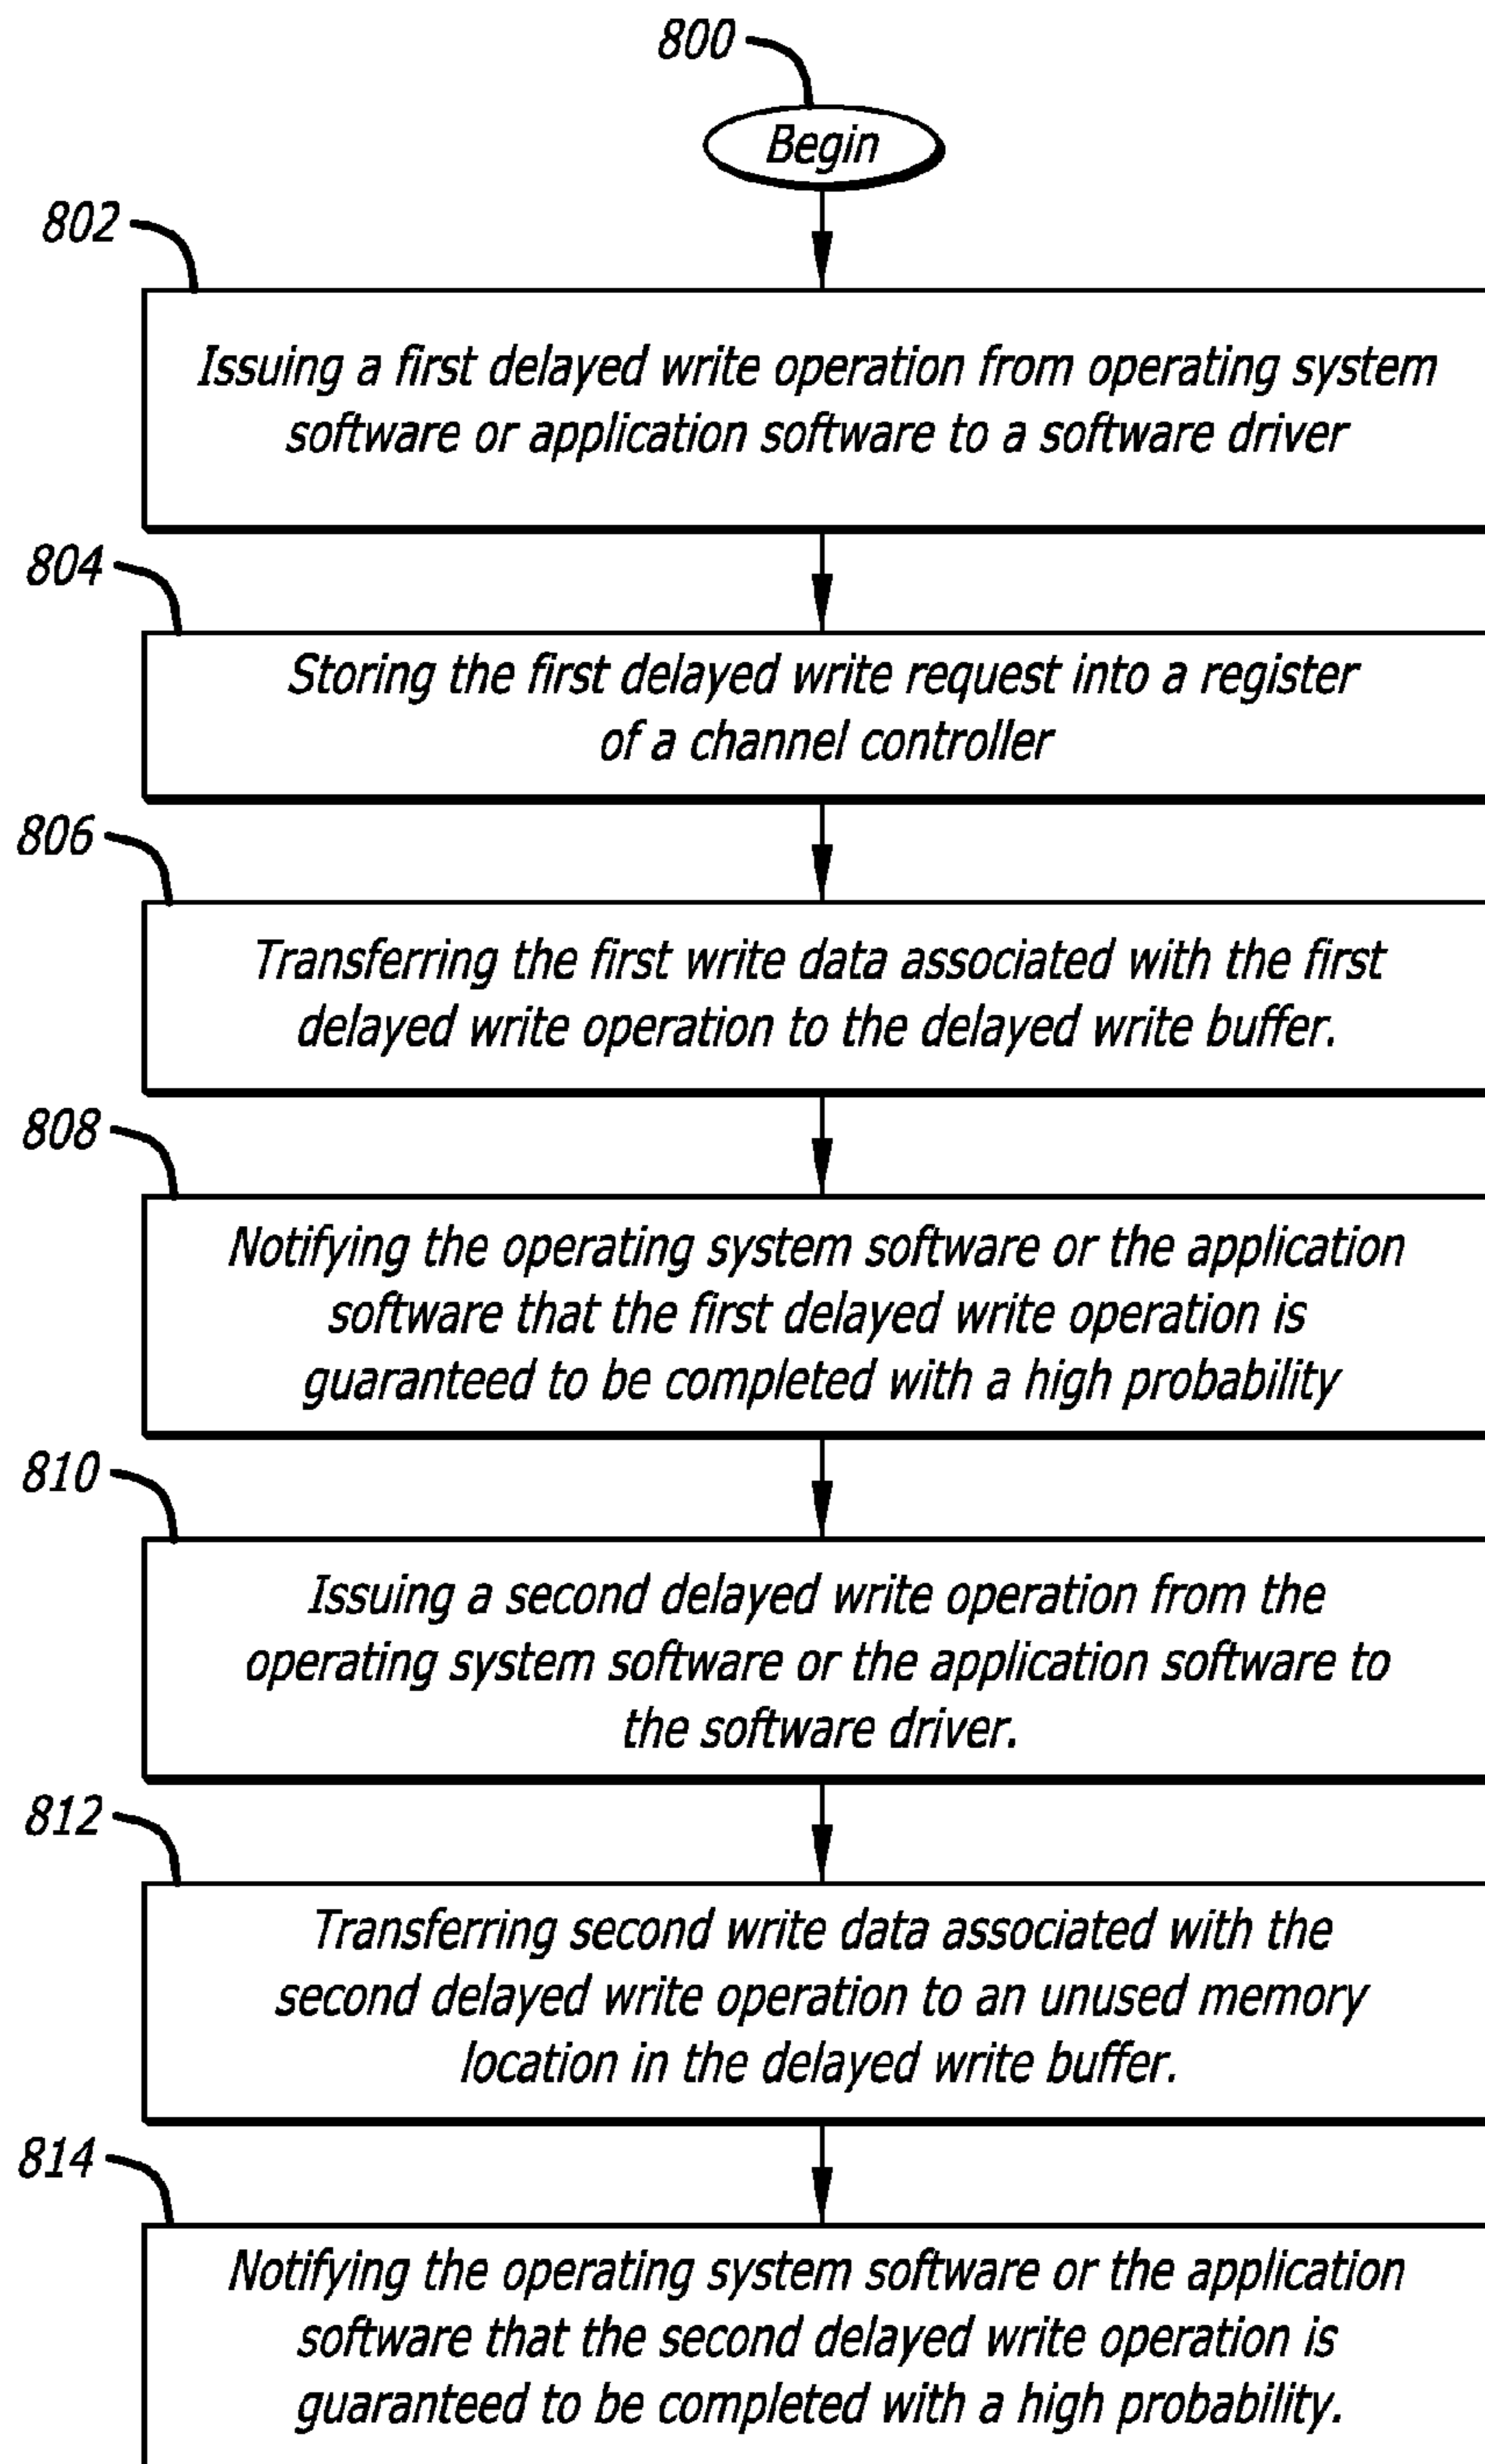 800
Begin
802
Issuing a first delayed write operation from operating system
software or application software to a software driver
804
Storing the first delayed write request into a register
of a channel controller
806
Transferring the first write data associated with the first
delayed write operation to the delayed write buffer.
808
Notifying the operating system software or the application
software that the first delayed write operation is
guaranteed to be completed with a high probability
810
Issuing a second delayed write operation from the
operating system software or the application software to
the software driver.
812
Transferring second write data associated with the
second delayed write operation to an unused memory
location in the delayed write buffer.
814
Notifying the operating system software or the application
software that the second delayed write operation is
guaranteed to be completed with a high probability.